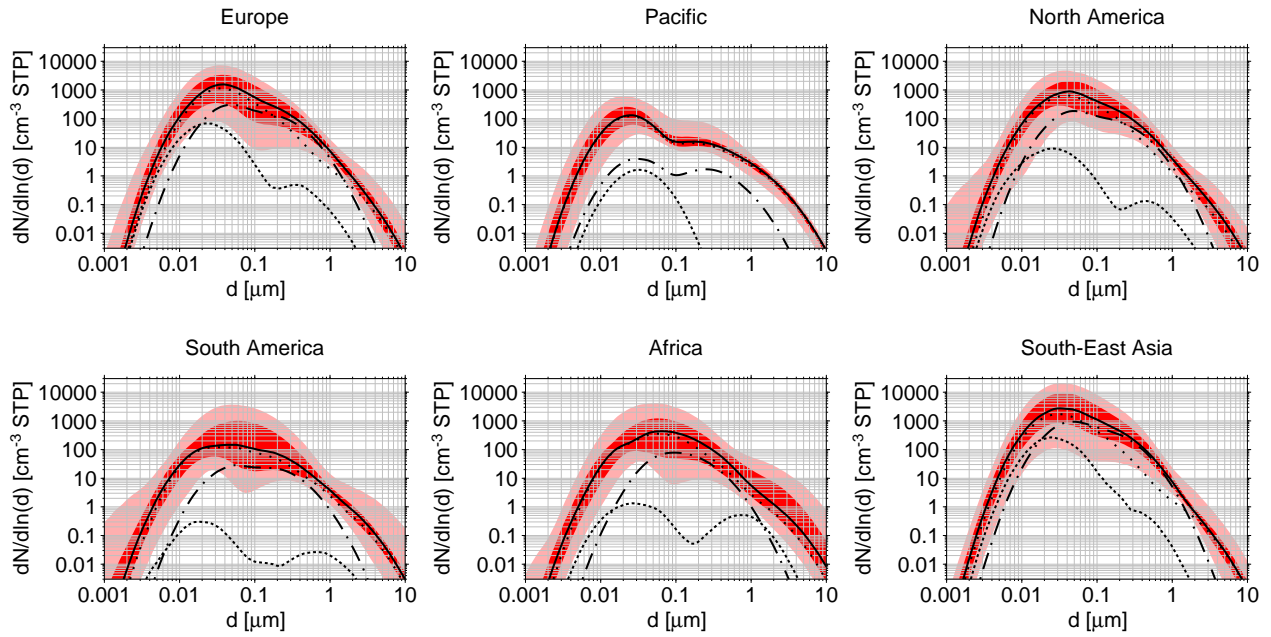 Europe
Pacific
North America
dN/dln(d) [cm⁻³ STP]
10000
1000
100
10
1
0.1
0.01
0.001 0.01 0.1 1 10
d [μm]
dN/dln(d) [cm⁻³ STP]
10000
1000
100
10
1
0.1
0.01
0.001 0.01 0.1 1 10
d [μm]
dN/dln(d) [cm⁻³ STP]
10000
1000
100
10
1
0.1
0.01
0.001 0.01 0.1 1 10
d [μm]
South America
Africa
South-East Asia
dN/dln(d) [cm⁻³ STP]
10000
1000
100
10
1
0.1
0.01
0.001 0.01 0.1 1 10
d [μm]
dN/dln(d) [cm⁻³ STP]
10000
1000
100
10
1
0.1
0.01
0.001 0.01 0.1 1 10
d [μm]
dN/dln(d) [cm⁻³ STP]
10000
1000
100
10
1
0.1
0.01
0.001 0.01 0.1 1 10
d [μm]